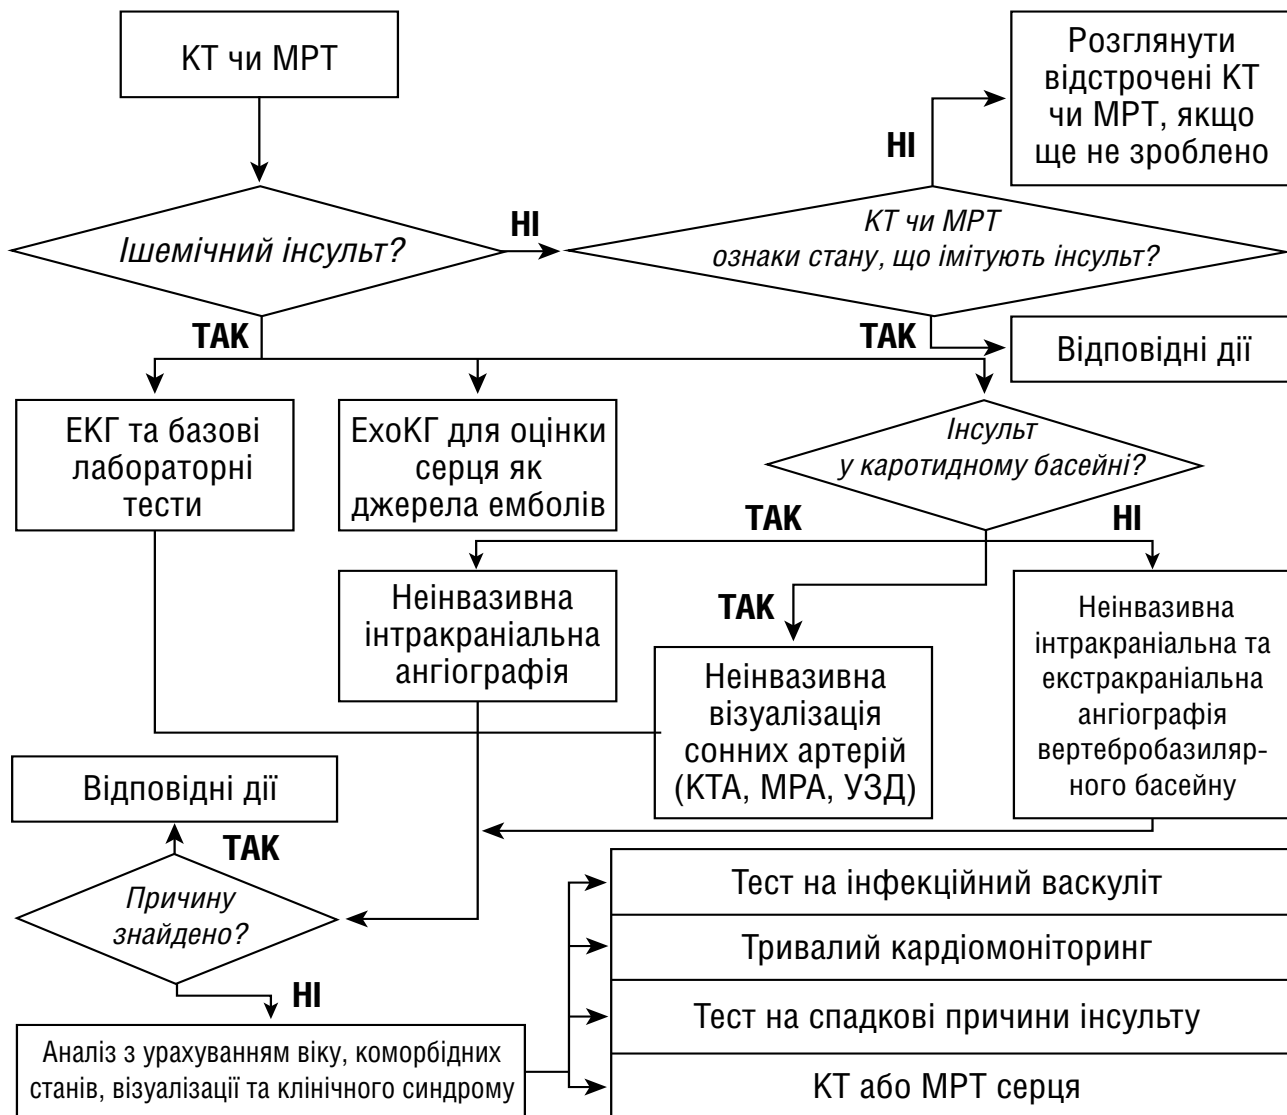 КТ чи МРТ
Розглянути
відстрочені КТ
чи МРТ, якщо
ще не зроблено
НІ
Ішемічний інсульт?
НІ
КТ чи МРТ
ознаки стану, що імітують інсульт?
ТАК
ТАК
Відповідні дії
ЕКГ та базові
лабораторні
тести
ЕхоКГ для оцінки
серця як
джерела емболів
Інсульт
у каротидному басейні?
ТАК
НІ
Неінвазивна
інтракраніальна
ангіографія
ТАК
Неінвазивна
візуалізація
сонних артерій
(КТА, МРА, УЗД)
Неінвазивна
інтракраніальна та
екстракраніальна
ангіографія
вертебробазиляр-
ного басейну
Відповідні дії
ТАК
Причину
знайдено?
НІ
Аналіз з урахуванням віку, коморбідних
станів, візуалізації та клінічного синдрому
Тест на інфекційний васкуліт
Тривалий кардіомоніторинг
Тест на спадкові причини інсульту
КТ або МРТ серця